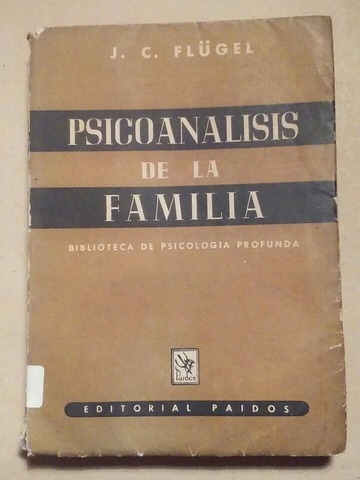 J. C. FLÜGEL
PSICOANALISIS
DE LA
FAMILIA
BIBLIOTECA DE PSICOLOGIA PROFUNDA
Paidos
EDITORIAL PAIDOS